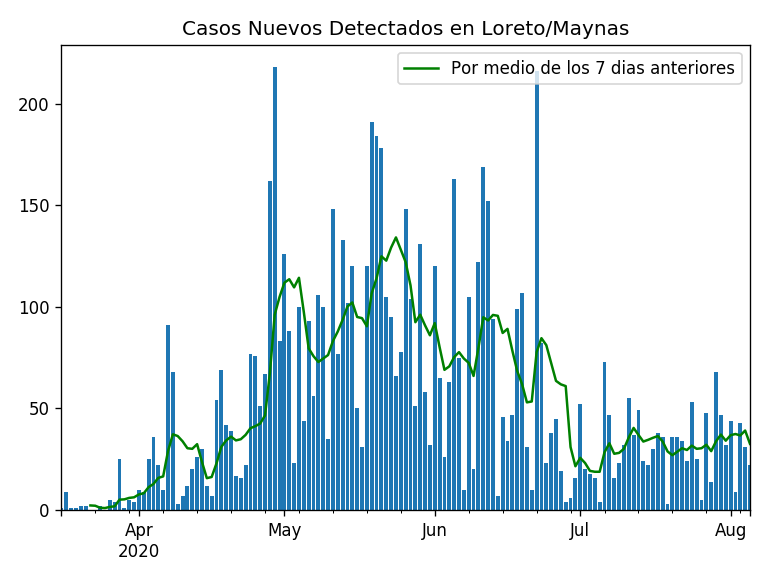 Casos Nuevos Detectados en Loreto/Maynas
Por medio de los 7 dias anteriores
200
150
100
50
0
Apr May Jun Jul Aug
2020